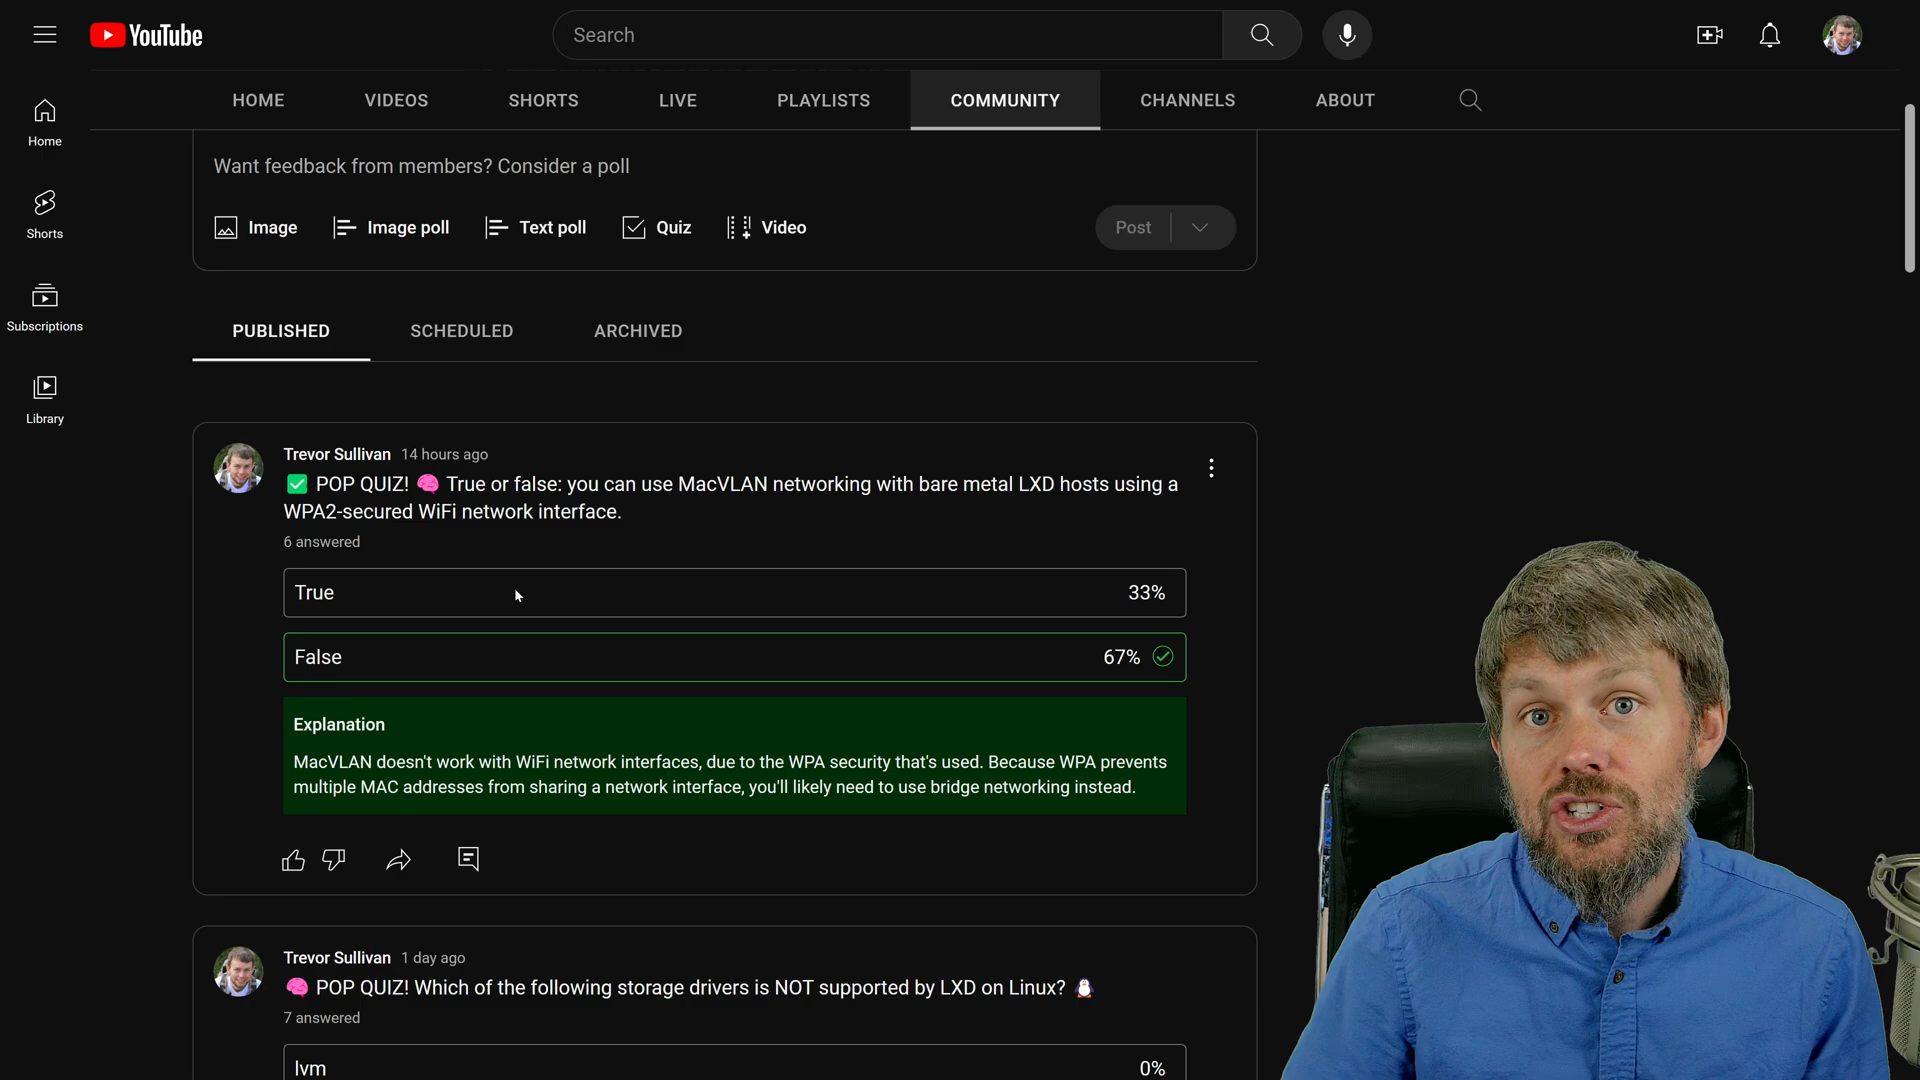 YouTube
Search
HOME VIDEOS SHORTS LIVE PLAYLISTS COMMUNITY CHANNELS ABOUT
Home
Shorts
Subscriptions
Library
Want feedback from members? Consider a poll
Image Image poll Text poll Quiz Video Post
PUBLISHED SCHEDULED ARCHIVED
Trevor Sullivan 14 hours ago
✅ POP QUIZ! 🧠 True or false: you can use MacVLAN networking with bare metal LXD hosts using a
WPA2-secured WiFi network interface.
6 answered
True 33%
False 67%
Explanation
MacVLAN doesn't work with WiFi network interfaces, due to the WPA security that's used. Because WPA prevents
multiple MAC addresses from sharing a network interface, you'll likely need to use bridge networking instead.
Trevor Sullivan 1 day ago
🧠 POP QUIZ! Which of the following storage drivers is NOT supported by LXD on Linux? 🐧
7 answered
lvm 0%